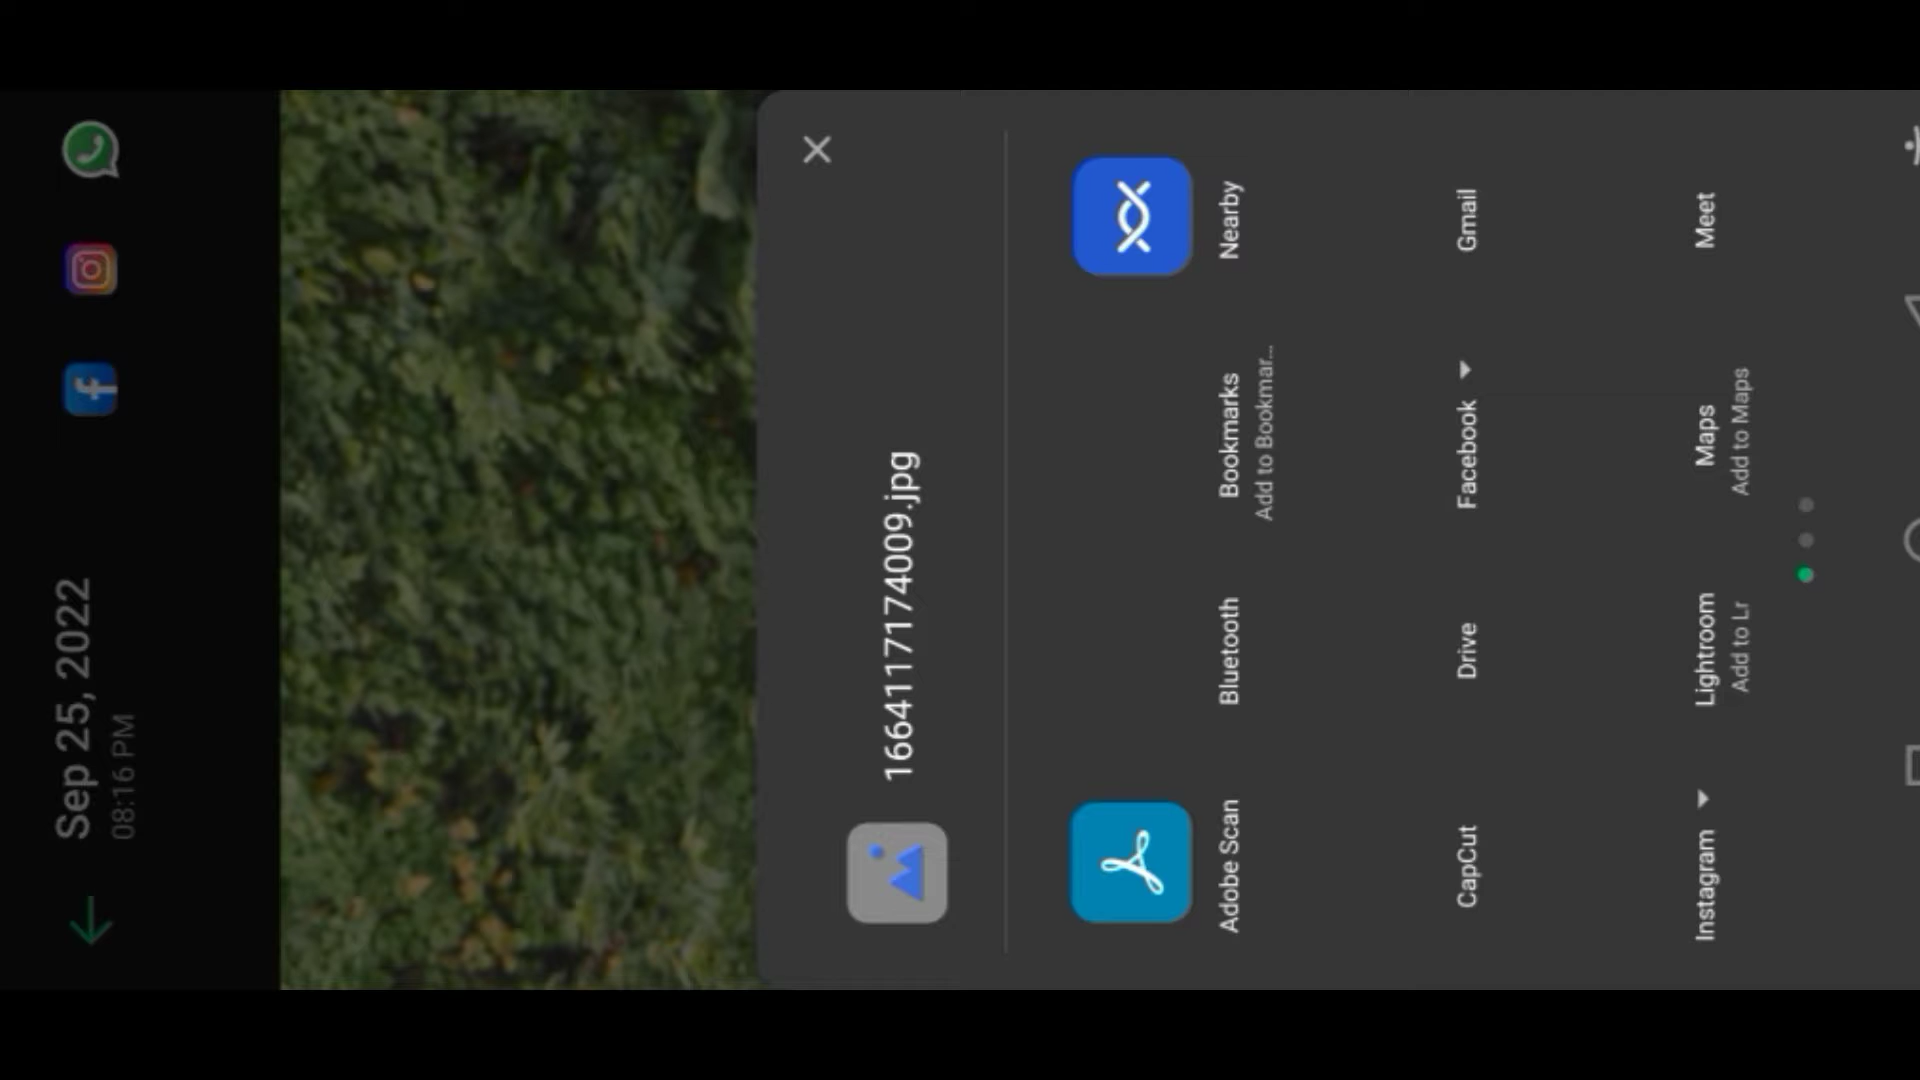 Sep 25, 2022
08:16 PM
1664117174009.jpg
Adobe Scan
Bluetooth
Bookmarks
Add to Bookmar...
Nearby
CapCut
Drive
Facebook
Gmail
Instagram
Lightroom
Add to Lr
Maps
Add to Maps
Meet